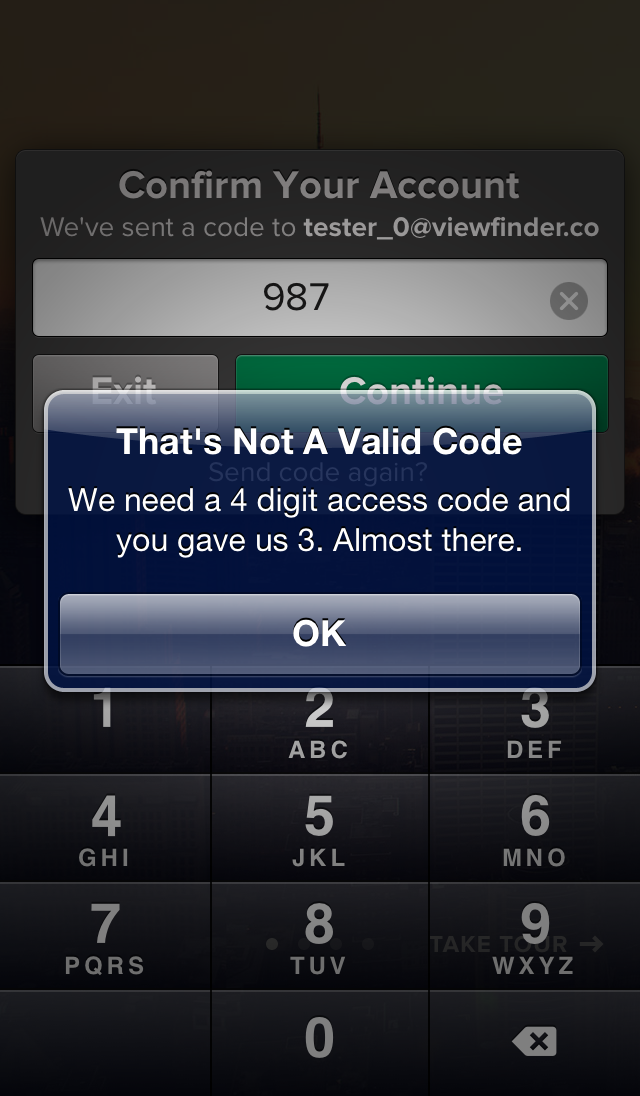 Confirm Your Account
We've sent a code to tester_0@viewfinder.co
987
Exit
Continue
That's Not A Valid Code
Send code again?
We need a 4 digit access code and
you gave us 3. Almost there.
OK
1
2
3
ABC
DEF
4
5
6
GHI
JKL
MNO
7
8
9
TAKE TOUR →
PQRS
TUV
WXYZ
0